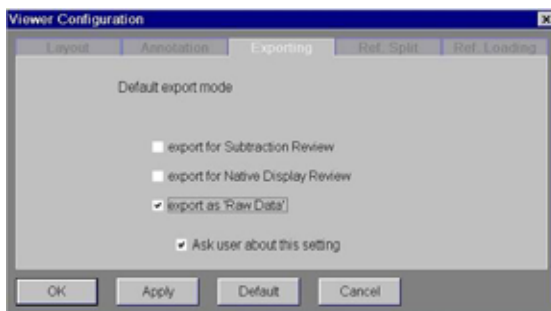 Viewer Configuration
Layout Annotation Exporting Ref. Split Ref. Loading
Default export mode
export for Subtraction Review
export for Native Display Review
export as 'Raw Data'
Ask user about this setting
OK Apply Default Cancel